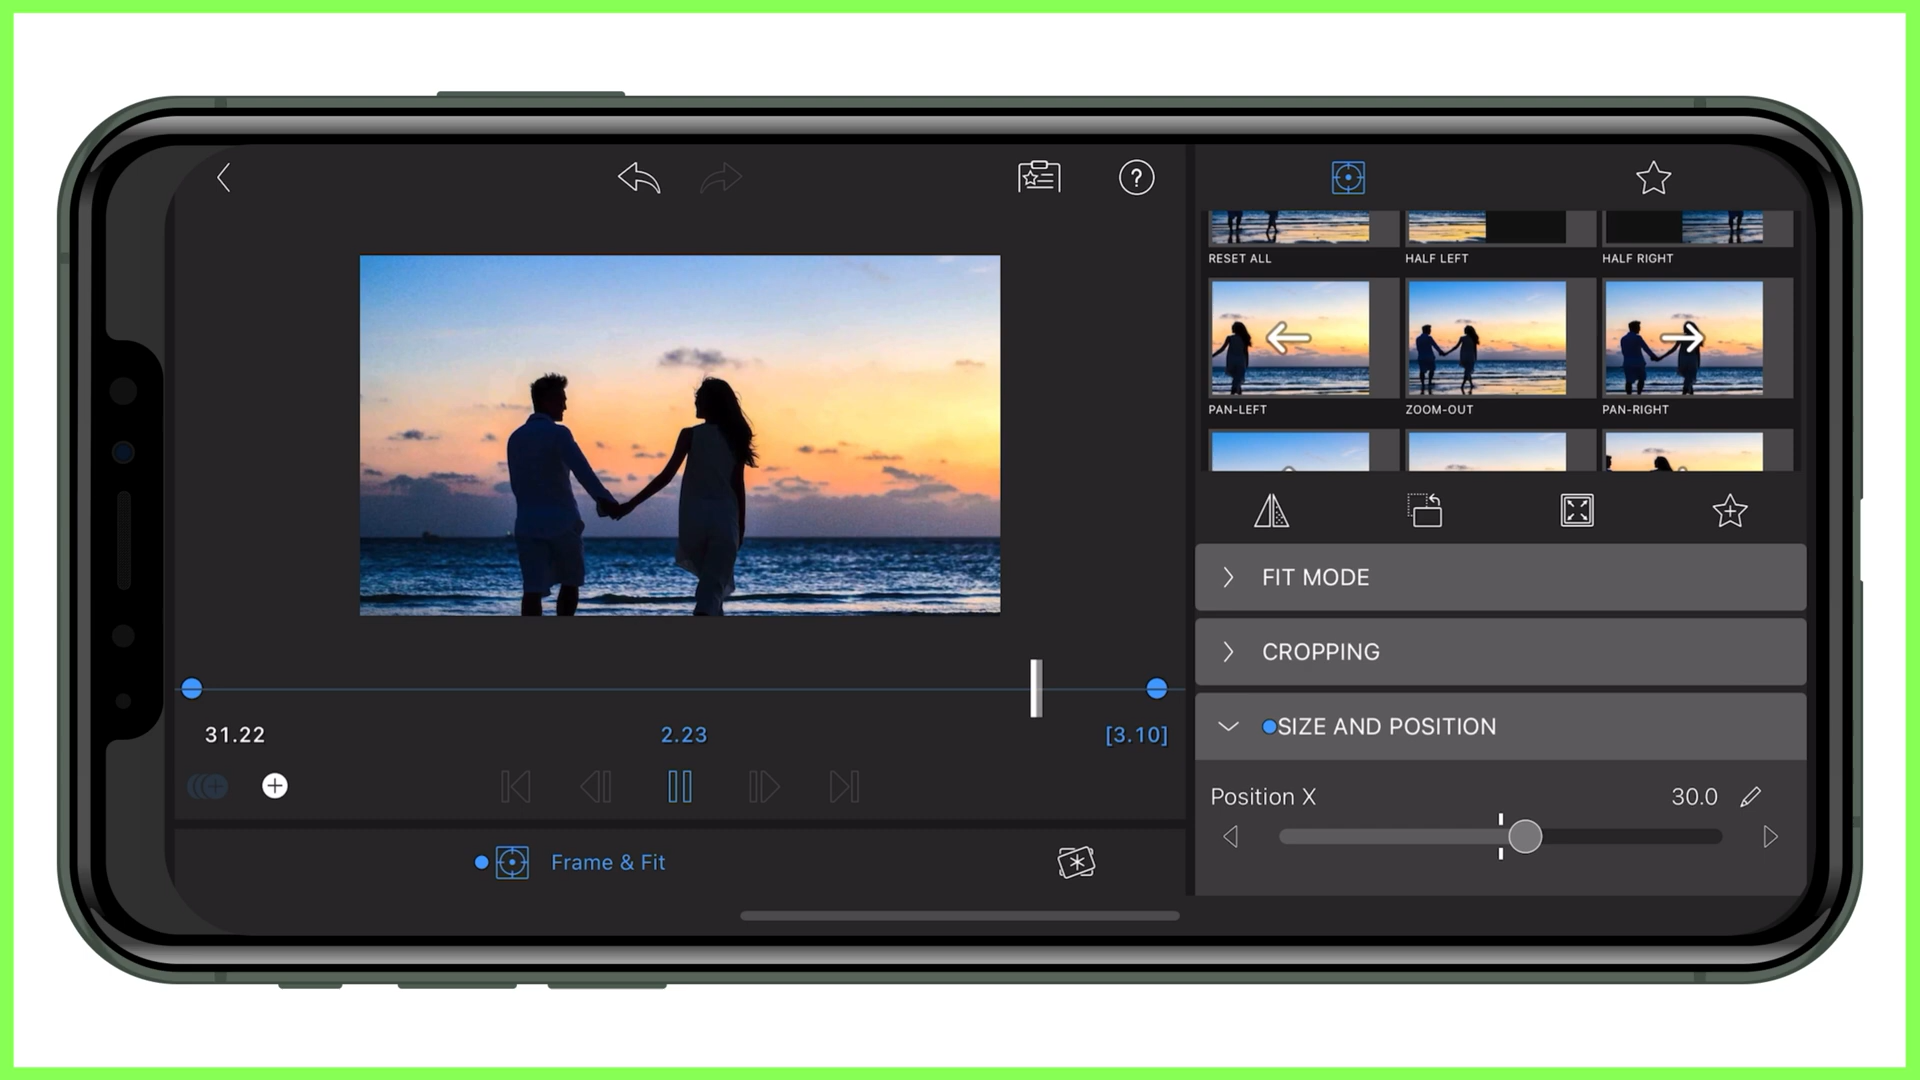 RESET ALL
HALF LEFT
HALF RIGHT
PAN-LEFT
ZOOM-OUT
PAN-RIGHT
FIT MODE
CROPPING
SIZE AND POSITION
Position X 30.0
31.22
2.23
[3.10]
Frame & Fit